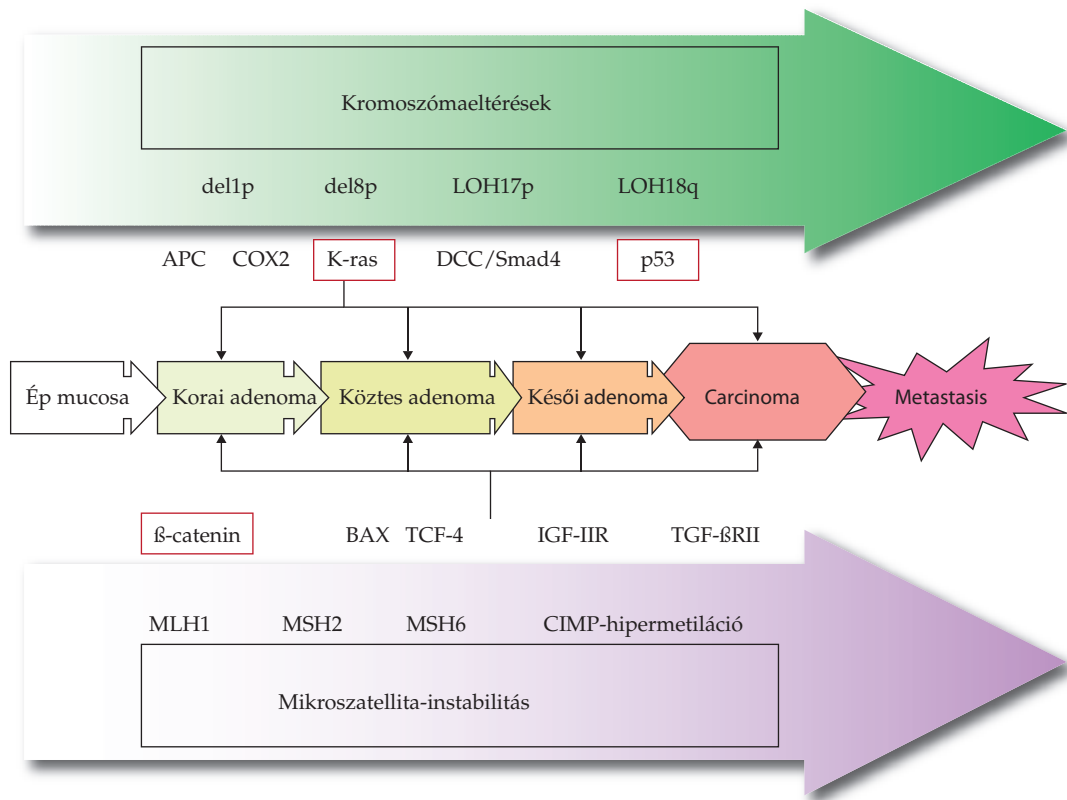 Kromoszómaeltérések
del1p del8p LOH17p LOH18q
APC COX2 K-ras DCC/Smad4 p53
Ép mucosa Korai adenoma Köztes adenoma Késői adenoma Carcinoma Metastasis
ß-catenin BAX TCF-4 IGF-IIR TGF-ßRII
MLH1 MSH2 MSH6 CIMP-hipermetiláció
Mikroszatellita-instabilitás